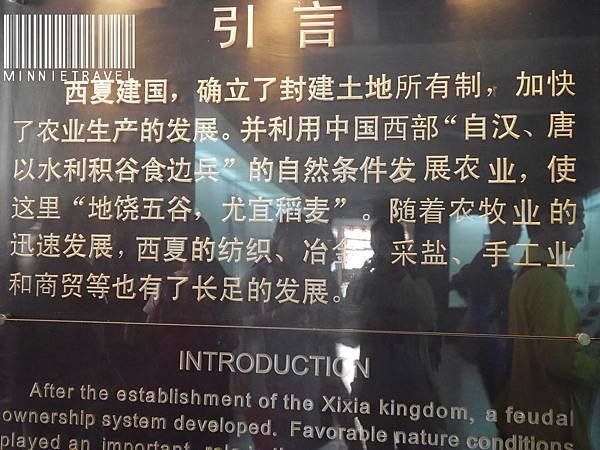 引言
MINNIETRAVEL
西夏建国，确立了封建土地所有制，加快
了农业生产的发展。并利用中国西部“自汉、唐
以水利积谷食边兵”的自然条件发展农业，使
这里“地饶五谷，尤宜稻麦”。随着农牧业的
迅速发展，西夏的纺织、冶金、采盐、手工业
和商贸等也有了长足的发展。
INTRODUCTION
After the establishment of the Xixia kingdom, a feudal
ownership system developed. Favorable nature conditions
played an important role in the